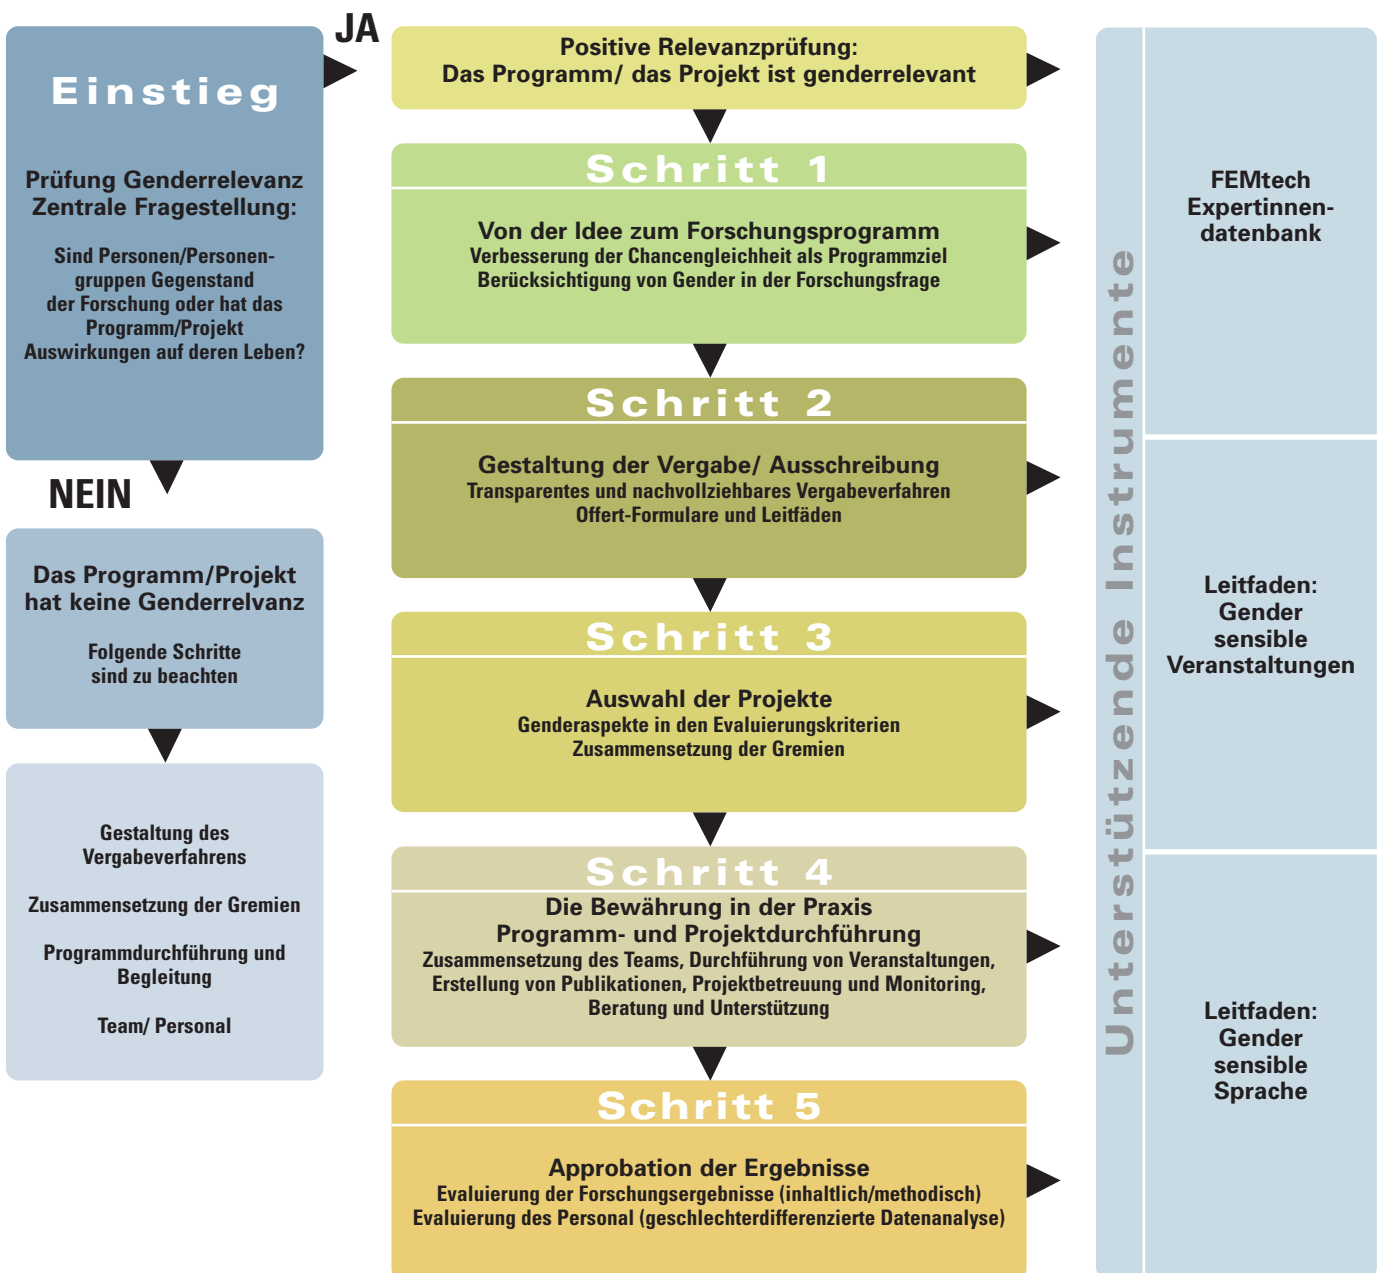 Einstieg
Prüfung Genderrelevanz
Zentrale Fragestellung:
Sind Personen/Personen-
gruppen Gegenstand
der Forschung oder hat das
Programm/Projekt
Auswirkungen auf deren Leben?
JA
NEIN
Das Programm/Projekt
hat keine Genderrelvanz
Folgende Schritte
sind zu beachten
Gestaltung des
Vergabeverfahrens
Zusammensetzung der Gremien
Programmdurchführung und
Begleitung
Team/ Personal
Positive Relevanzprüfung:
Das Programm/ das Projekt ist genderrelevant
Schritt 1
Von der Idee zum Forschungsprogramm
Verbesserung der Chancengleichheit als Programmziel
Berücksichtigung von Gender in der Forschungsfrage
Schritt 2
Gestaltung der Vergabe/ Ausschreibung
Transparentes und nachvollziehbares Vergabeverfahren
Offert-Formulare und Leitfäden
Schritt 3
Auswahl der Projekte
Genderaspekte in den Evaluierungskriterien
Zusammensetzung der Gremien
Schritt 4
Die Bewährung in der Praxis
Programm- und Projektdurchführung
Zusammensetzung des Teams, Durchführung von Veranstaltungen,
Erstellung von Publikationen, Projektbetreuung und Monitoring,
Beratung und Unterstützung
Schritt 5
Approbation der Ergebnisse
Evaluierung der Forschungsergebnisse (inhaltlich/methodisch)
Evaluierung des Personal (geschlechterdifferenzierte Datenanalyse)
Unterstützende Instrumente
FEMtech
Expertinnen-
datenbank
Leitfaden:
Gender
sensible
Veranstaltungen
Leitfaden:
Gender
sensible
Sprache